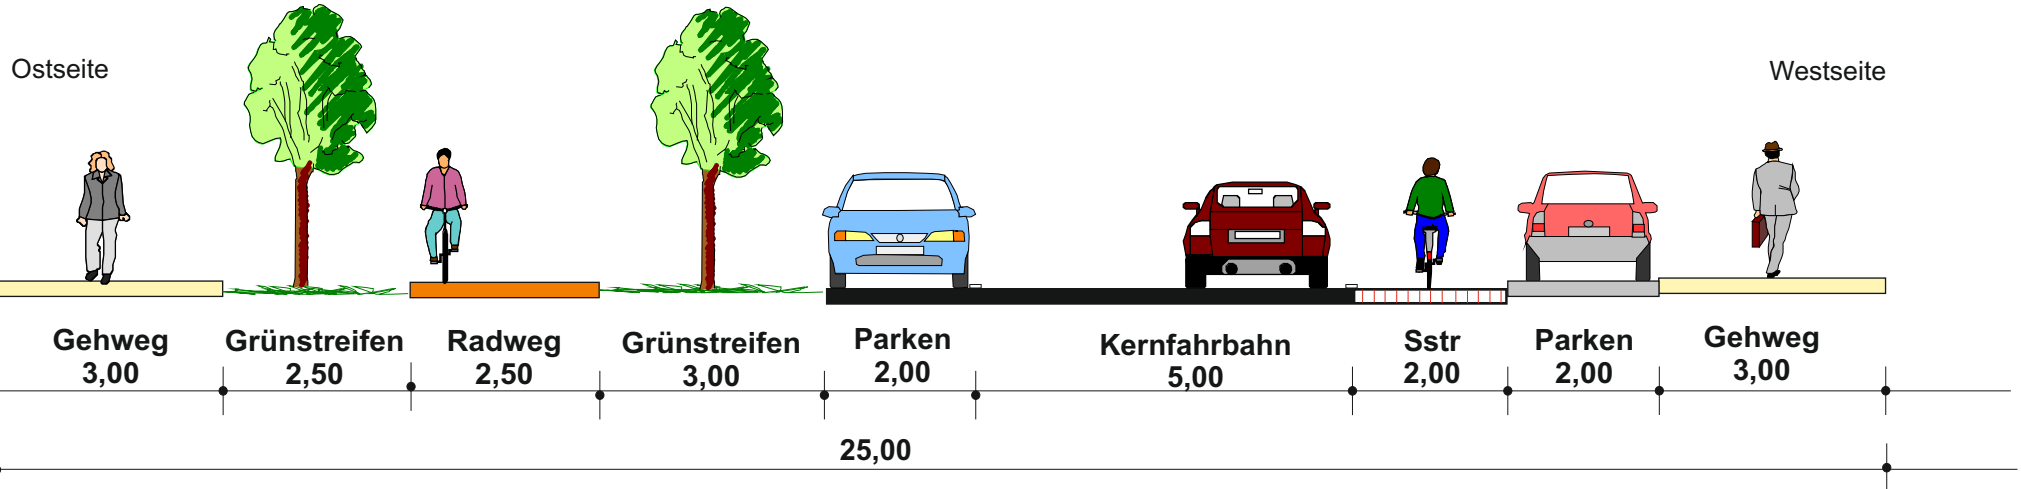 Ostseite
Westseite
Gehweg
3,00
Grünstreifen
2,50
Radweg
2,50
Grünstreifen
3,00
Parken
2,00
Kernfahrbahn
5,00
Sstr
2,00
Parken
2,00
Gehweg
3,00
25,00